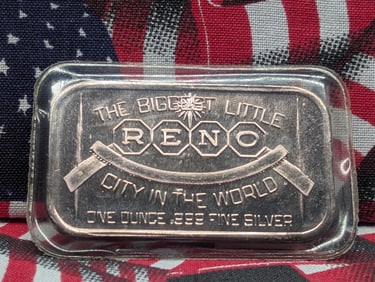 THE BIGGEST LITTLE
RENO
CITY IN THE WORLD
ONE OUNCE .999 FINE SILVER